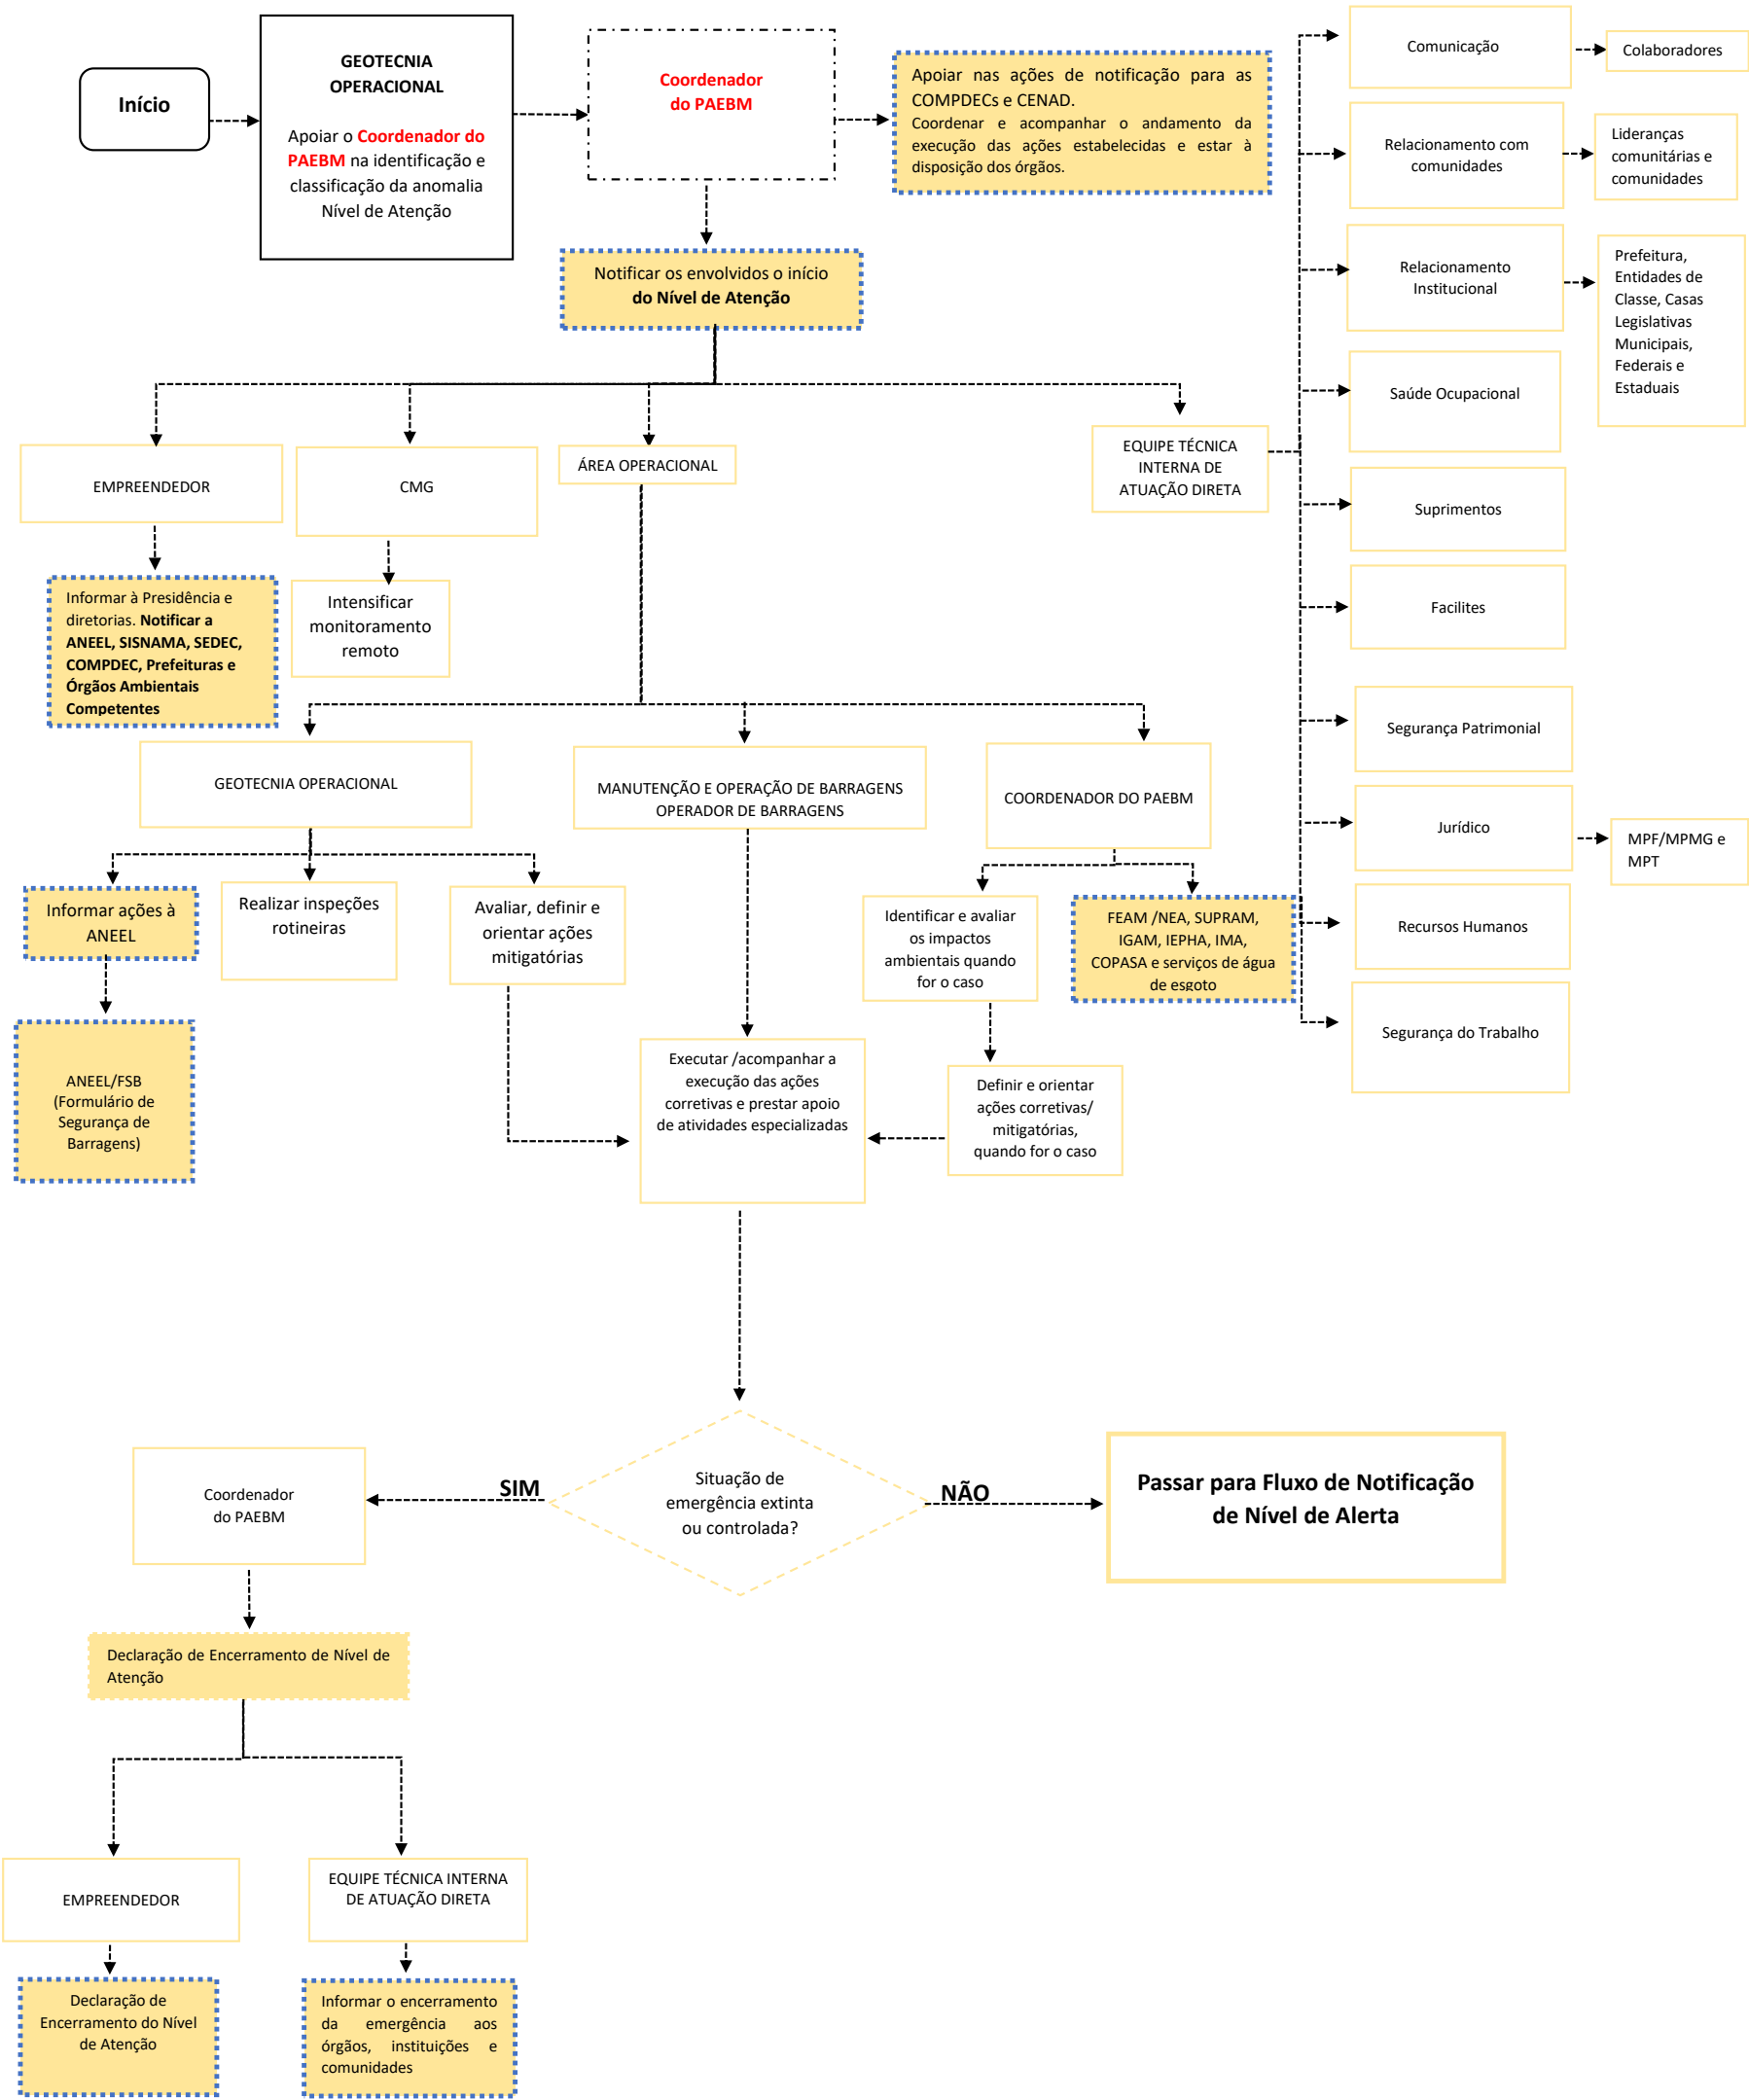 Início
GEOTECNIA
OPERACIONAL
Apoiar o Coordenador do
PAEBM na identificação e
classificação da anomalia
Nível de Atenção
Coordenador
do PAEBM
Apoiar nas ações de notificação para as
COMPDECs e CENAD.
Coordenar e acompanhar o andamento da
execução das ações estabelecidas e estar à
disposição dos órgãos.
Comunicação
Colaboradores
Relacionamento com
comunidades
Lideranças
comunitárias e
comunidades
Relacionamento
Institucional
Prefeitura,
Entidades de
Classe, Casas
Legislativas
Municipais,
Federais e
Estaduais
Saúde Ocupacional
Suprimentos
Facilites
Segurança Patrimonial
Jurídico
MPF/MPMG e
MPT
Recursos Humanos
Segurança do Trabalho
Notificar os envolvidos o início
do Nível de Atenção
EMPREENDEDOR
CMG
ÁREA OPERACIONAL
EQUIPE TÉCNICA
INTERNA DE
ATUAÇÃO DIRETA
Informar à Presidência e
diretorias. Notificar a
ANEEL, SISNAMA, SEDEC,
COMPDEC, Prefeituras e
Órgãos Ambientais
Competentes
Intensificar
monitoramento
remoto
GEOTECNIA OPERACIONAL
MANUTENÇÃO E OPERAÇÃO DE BARRAGENS
OPERADOR DE BARRAGENS
COORDENADOR DO PAEBM
Informar ações à
ANEEL
Realizar inspeções
rotineiras
Avaliar, definir e
orientar ações
mitigatórias
Identificar e avaliar
os impactos
ambientais quando
for o caso
FEAM /NEA, SUPRAM,
IGAM, IEPHA, IMA,
COPASA e serviços de água
de esgoto
ANEEL/FSB
(Formulário de
Segurança de
Barragens)
Executar /acompanhar a
execução das ações
corretivas e prestar apoio
de atividades especializadas
Definir e orientar
ações corretivas/
mitigatórias,
quando for o caso
Situação de
emergência extinta
ou controlada?
SIM
NÃO
Coordenador
do PAEBM
Passar para Fluxo de Notificação
de Nível de Alerta
Declaração de Encerramento de Nível de
Atenção
EMPREENDEDOR
EQUIPE TÉCNICA INTERNA
DE ATUAÇÃO DIRETA
Declaração de
Encerramento do Nível
de Atenção
Informar o encerramento
da emergência aos
órgãos, instituições e
comunidades